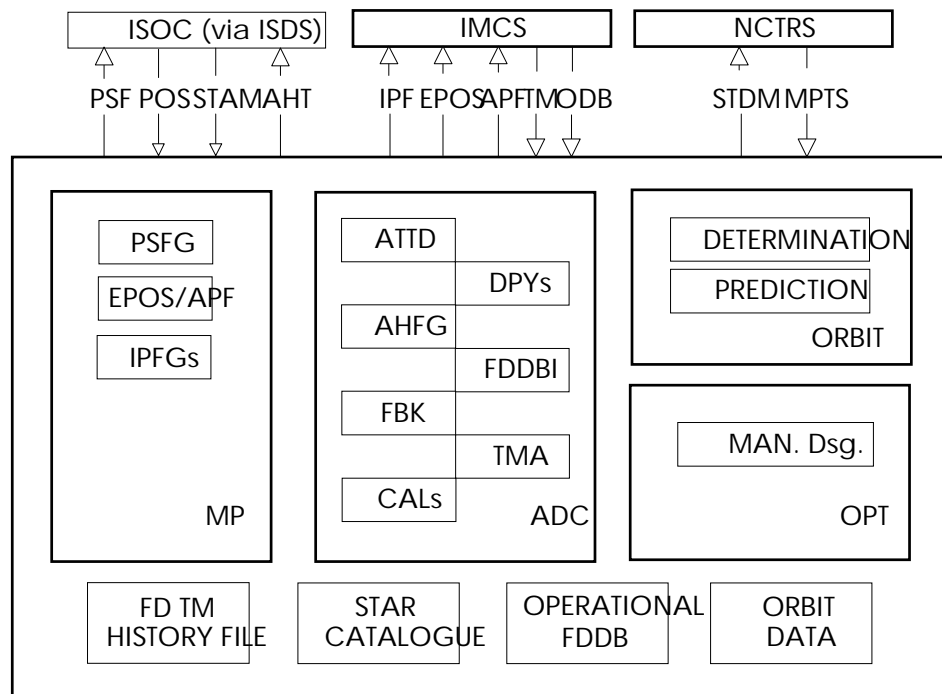 ISOC (via ISDS)
IMCS
NCTRS
PSF POS STAM AHT
IPF EPOS APF TM ODB
STDM MPTS
PSFG
EPOS/APF
IPFGs
MP
ATTD
DPYs
AHFG
FDDBI
FBK
TMA
CALs
ADC
DETERMINATION
PREDICTION
ORBIT
MAN. Dsg.
OPT
FD TM
HISTORY FILE
STAR
CATALOGUE
OPERATIONAL
FDDB
ORBIT
DATA